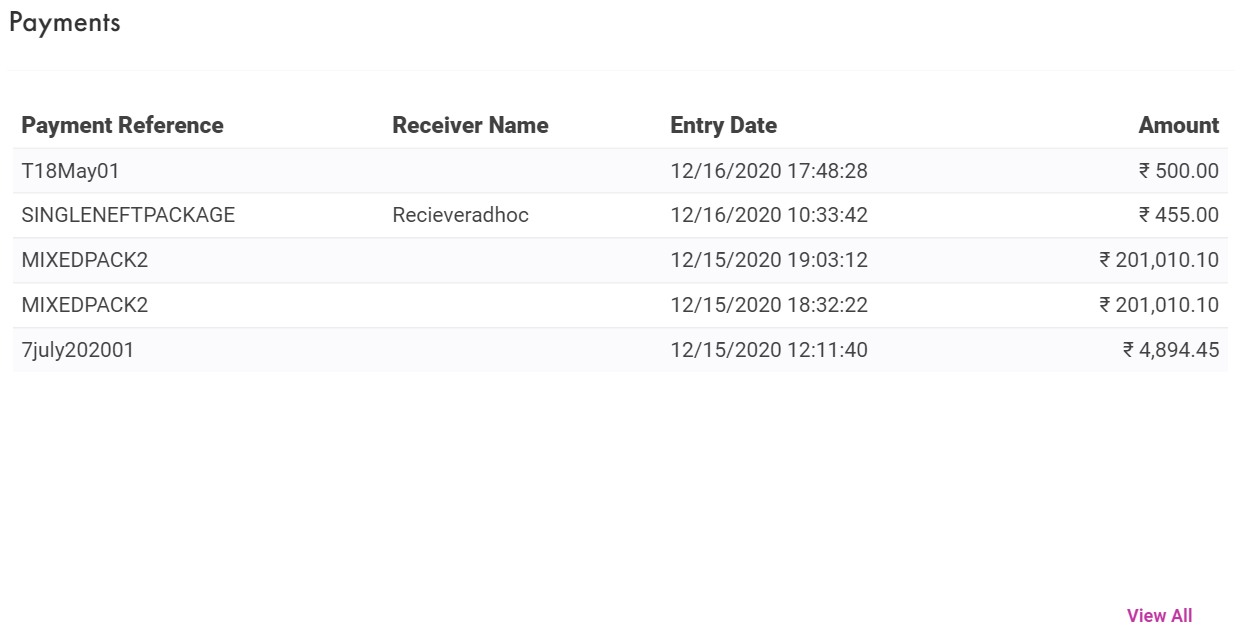 Payments
Payment Reference Receiver Name Entry Date Amount
T18May01 12/16/2020 17:48:28 ₹ 500.00
SINGLENEFTPACKAGE Recieveradhoc 12/16/2020 10:33:42 ₹ 455.00
MIXEDPACK2 12/15/2020 19:03:12 ₹ 201,010.10
MIXEDPACK2 12/15/2020 18:32:22 ₹ 201,010.10
7july202001 12/15/2020 12:11:40 ₹ 4,894.45
View All